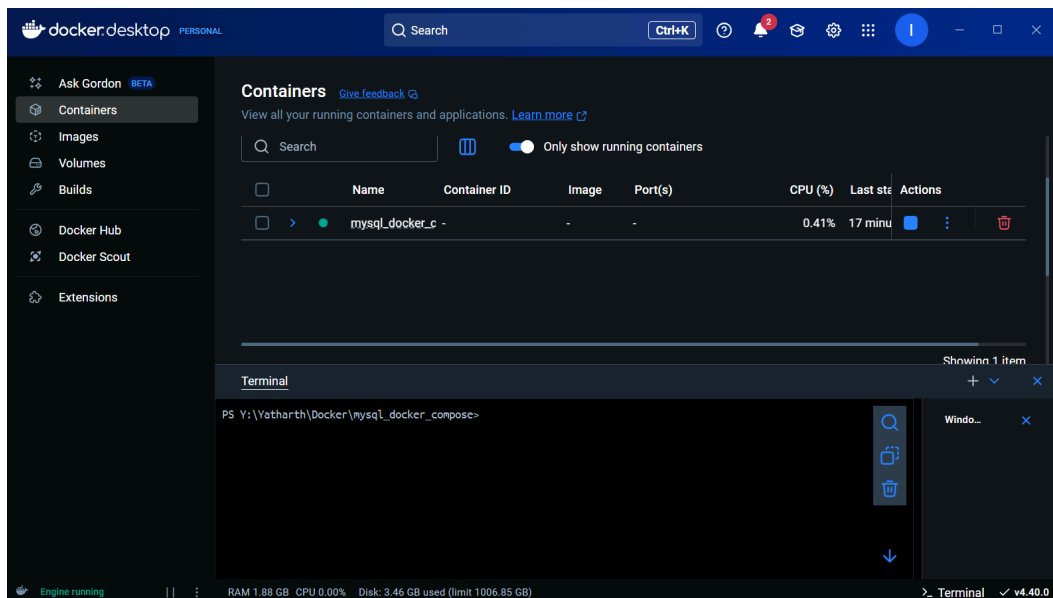 docker.desktop PERSONAL
Search Ctrl+K 2 I
Ask Gordon BETA
Containers
Images
Volumes
Builds
Docker Hub
Docker Scout
Extensions
Containers Give feedback
View all your running containers and applications. Learn more
Search Only show running containers
Name Container ID Image Port(s) CPU (%) Last sta Actions
mysql_docker_c - - - 0.41% 17 minu
Showing 1 item
Terminal
PS Y:\Yatharth\Docker\mysql_docker_compose>
Windo...
Engine running RAM 1.88 GB CPU 0.00% Disk: 3.46 GB used (limit 1006.85 GB) >_ Terminal v4.40.0